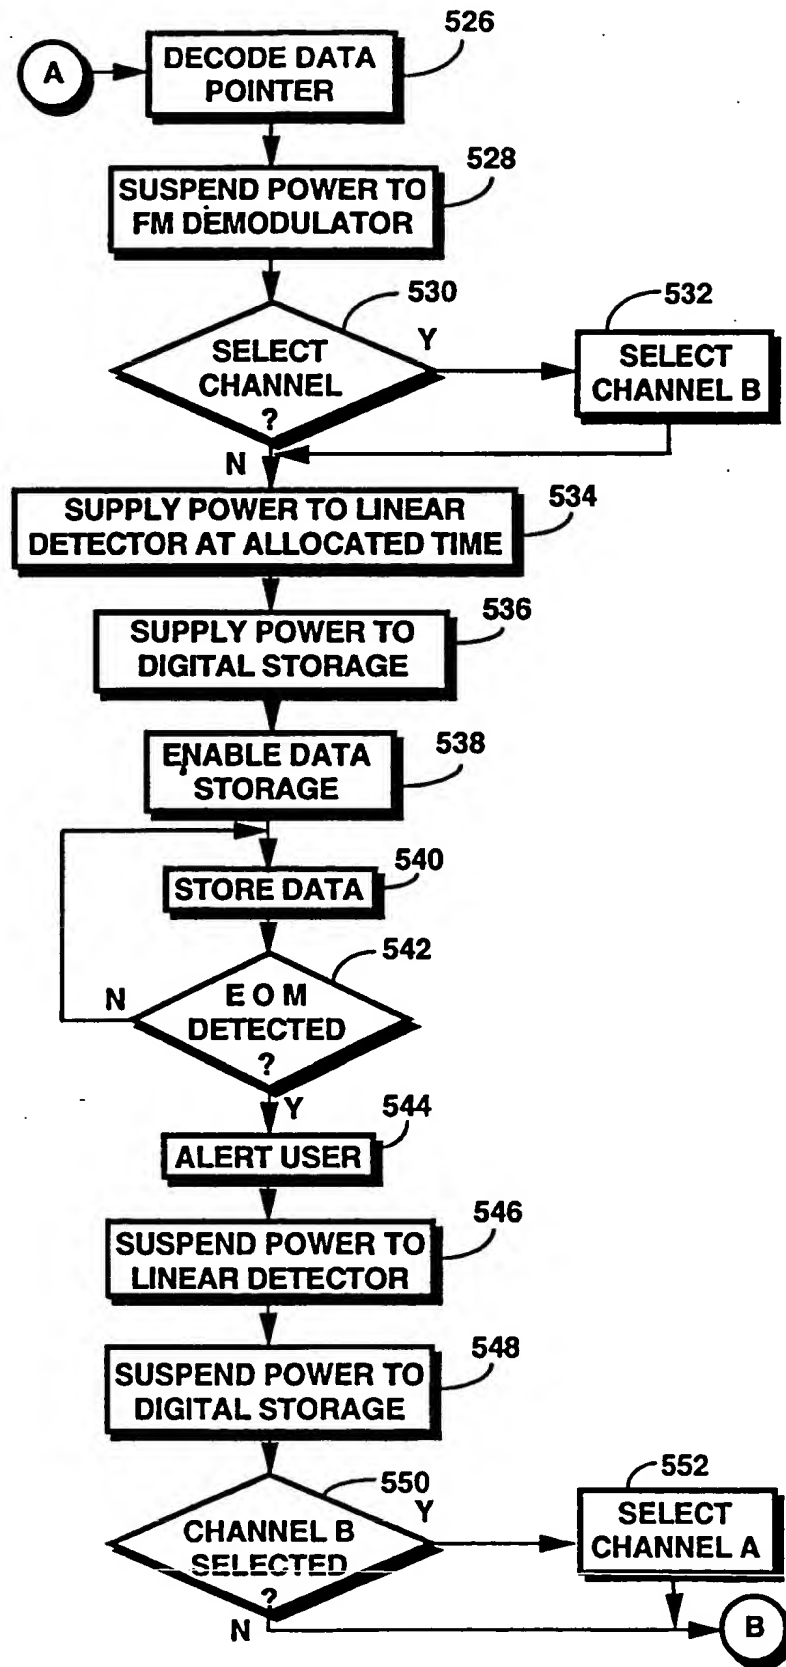 526
A
DECODE DATA
POINTER
528
SUSPEND POWER TO
FM DEMODULATOR
530
532
SELECT
CHANNEL
?
Y
SELECT
CHANNEL B
N
SUPPLY POWER TO LINEAR
DETECTOR AT ALLOCATED TIME
534
SUPPLY POWER TO
DIGITAL STORAGE
536
ENABLE DATA
STORAGE
538
STORE DATA
540
542
E O M
DETECTED
?
N
Y
544
ALERT USER
546
SUSPEND POWER TO
LINEAR DETECTOR
548
SUSPEND POWER TO
DIGITAL STORAGE
550
552
CHANNEL B
SELECTED
?
Y
SELECT
CHANNEL A
N
B